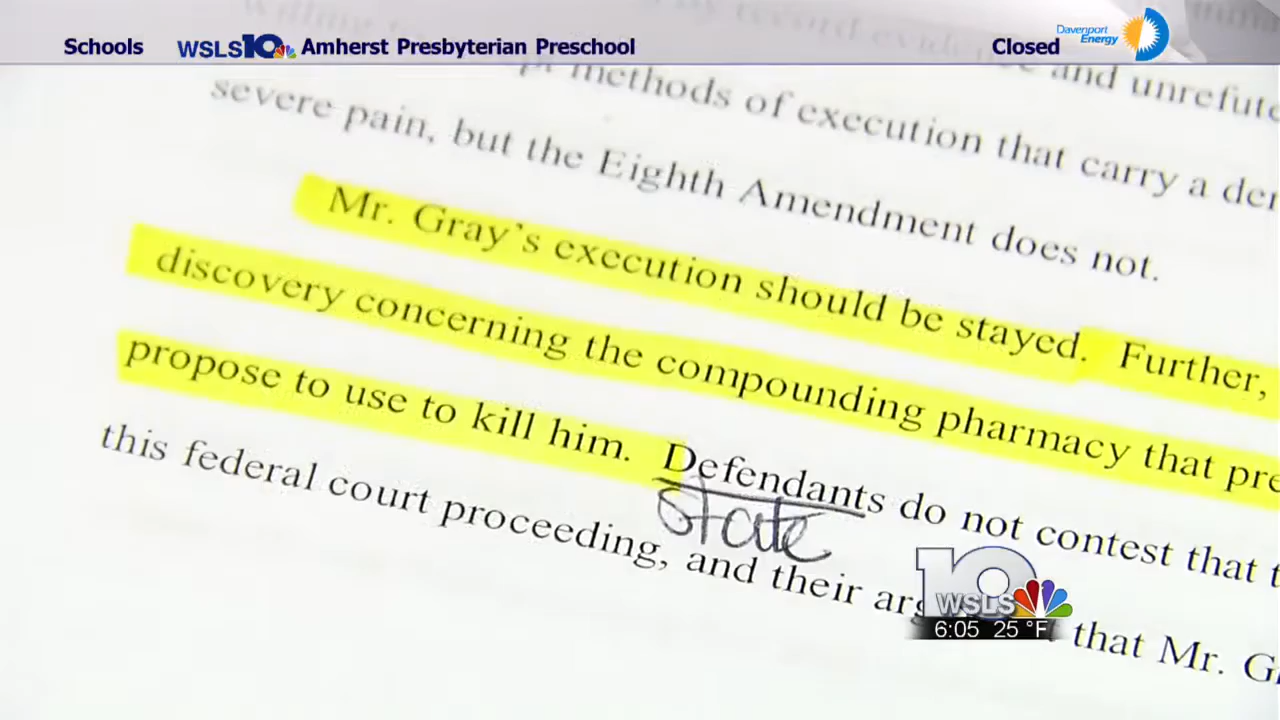 Schools WSLS10 Amherst Presbyterian Preschool Closed Davenport Energy
methods of execution that carry a
and unrefute
severe pain, but the Eighth Amendment does not.
Mr. Gray's execution should be stayed. Further,
discovery concerning the compounding pharmacy that pre
propose to use to kill him. Defendants do not contest that t
State
this federal court proceeding, and their that Mr. G
10
WSLS
6:05 25 °F